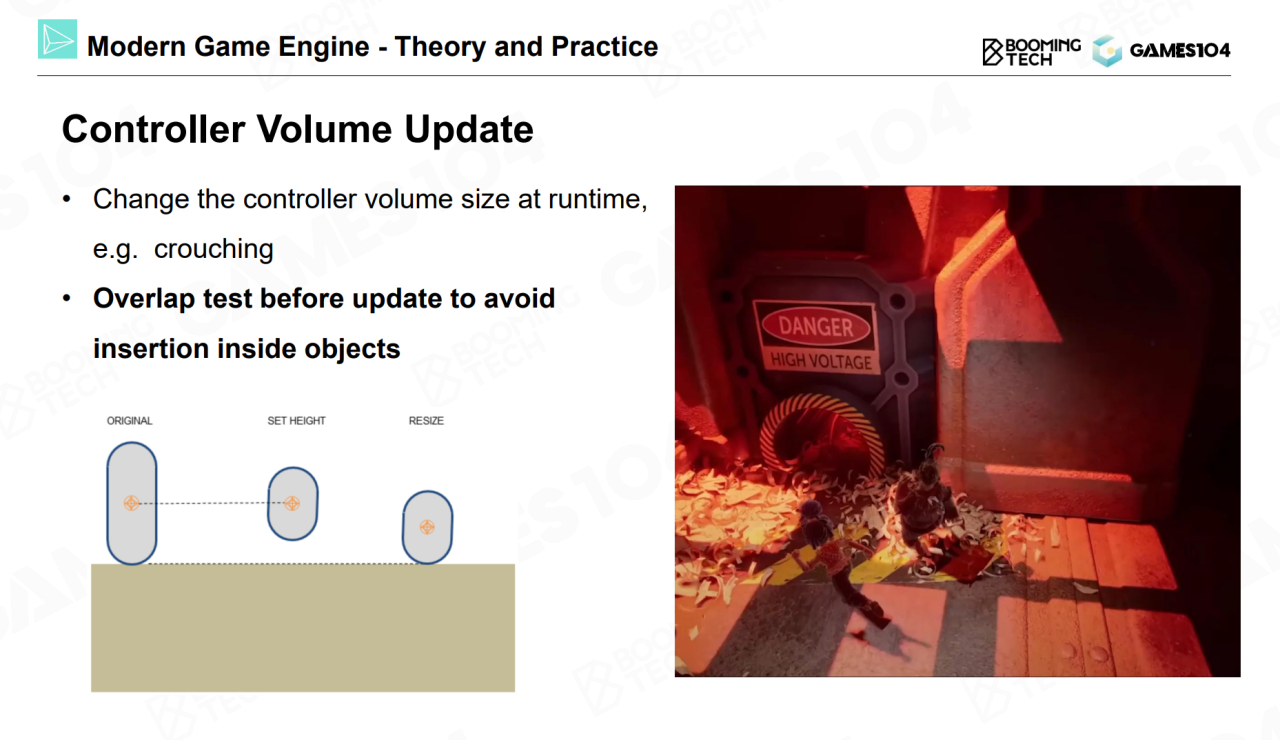 Modern Game Engine - Theory and Practice
BOOMING
TECH
GAMES104
Controller Volume Update
• Change the controller volume size at runtime,
e.g. crouching
• Overlap test before update to avoid
insertion inside objects
DANGER
HIGH VOLTAGE
ORIGINAL
SET HEIGHT
RESIZE